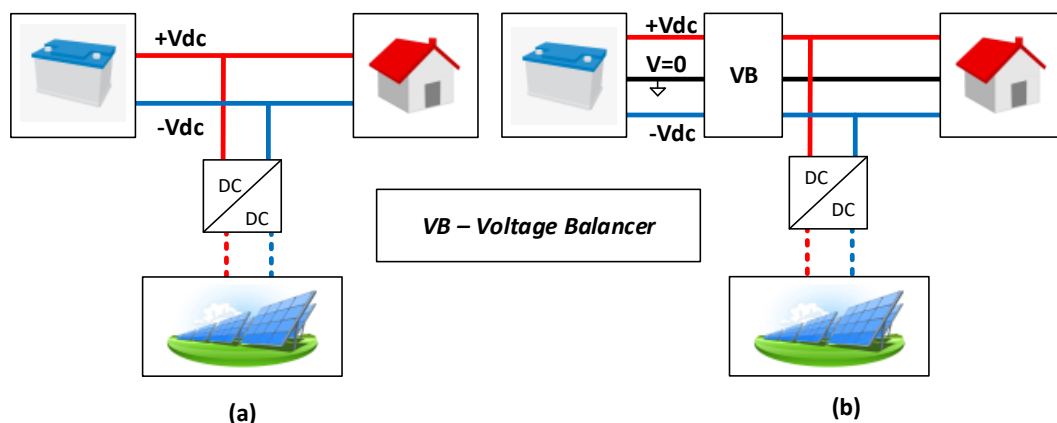 +Vdc
-Vdc
DC
DC
(a)
+Vdc
V=0
-Vdc
VB
DC
DC
(b)
VB – Voltage Balancer